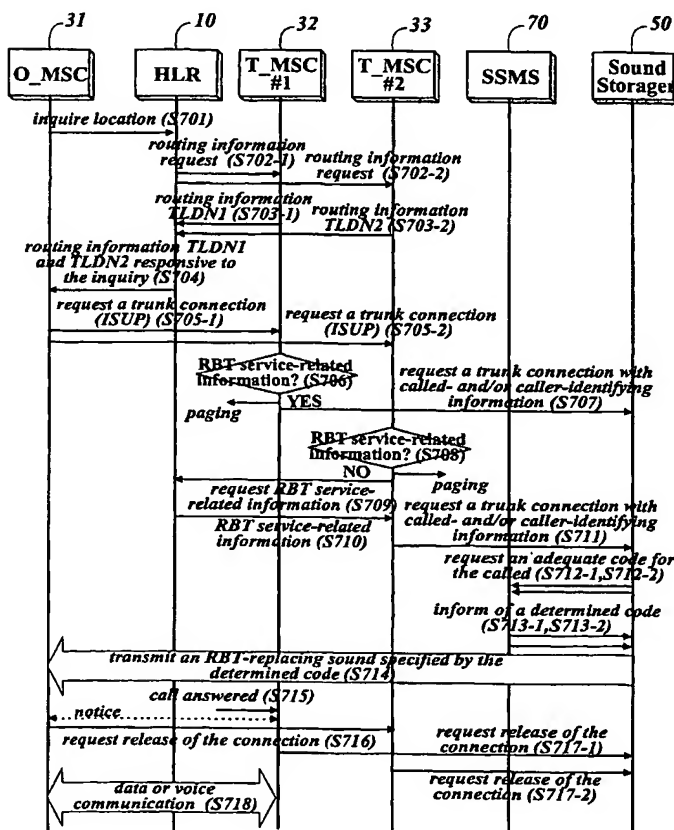 31 10 32 33 70 50
O_MSC
HLR
T_MSC
#1
T_MSC
#2
SSMS
Sound
Storager
inquire location (S701)
routing information
request (S702-1)
routing information
request (S702-2)
routing information
TLDN1 (S703-1)
routing information
TLDN2 (S703-2)
routing information TLDN1
and TLDN2 responsive to
the inquiry (S704)
request a trunk connection
(ISUP) (S705-1)
request a trunk connection
(ISUP) (S705-2)
RBT service-related
information? (S706)
YES
paging
request a trunk connection with
called- and/or caller-identifying
information (S707)
RBT service-related
information? (S708)
NO
paging
request RBT service-
related information (S709)
RBT service-related
information (S710)
request a trunk connection with
called- and/or caller-identifying
information (S711)
request an adequate code for
the called (S712-1,S712-2)
inform of a determined code
(S713-1,S713-2)
transmit an RBT-replacing sound specified by the
determined code (S714)
call answered (S715)
notice
request release of the connection (S716)
request release of the
connection (S717-1)
request release of the
connection (S717-2)
data or voice
communication (S718)